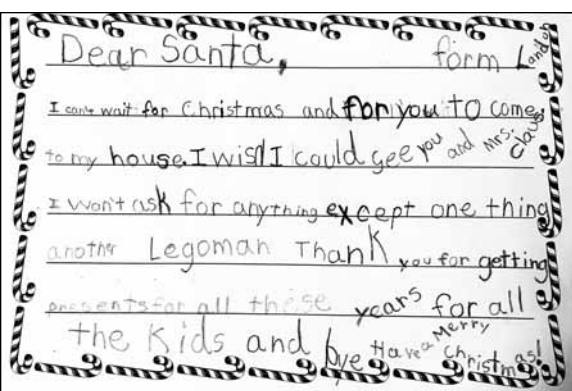 Dear Santa, form Landon
I can't wait for Christmas and for you to come
to my house. I wish I could see you and Mrs. Claus.
I won't ask for anything except one thing
another Legoman Thank you for getting
presents for all these years for all
the kids and bye Have a Merry Christmas!